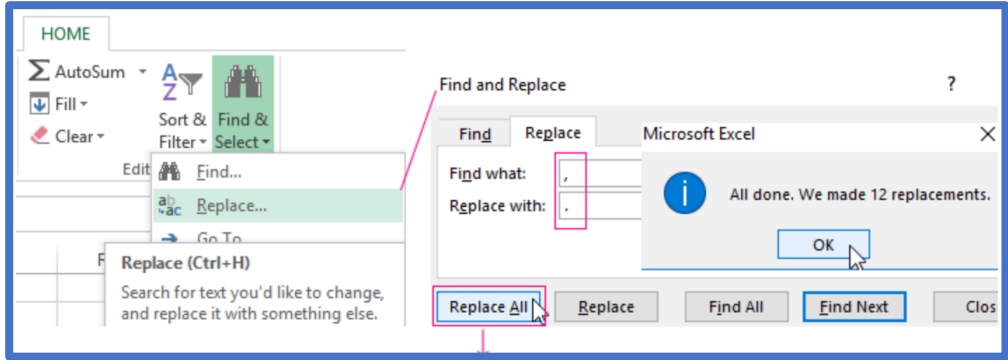 HOME
AutoSum
Fill
Clear
Sort &
Filter
Find &
Select
Edit
Find...
Replace...
Go To
Replace (Ctrl+H)
Search for text you'd like to change,
and replace it with something else.
Find and Replace
?
Find
Replace
Find what: ,
Replace with: .
Replace All
Replace
Find All
Find Next
Clos
Microsoft Excel
All done. We made 12 replacements.
OK